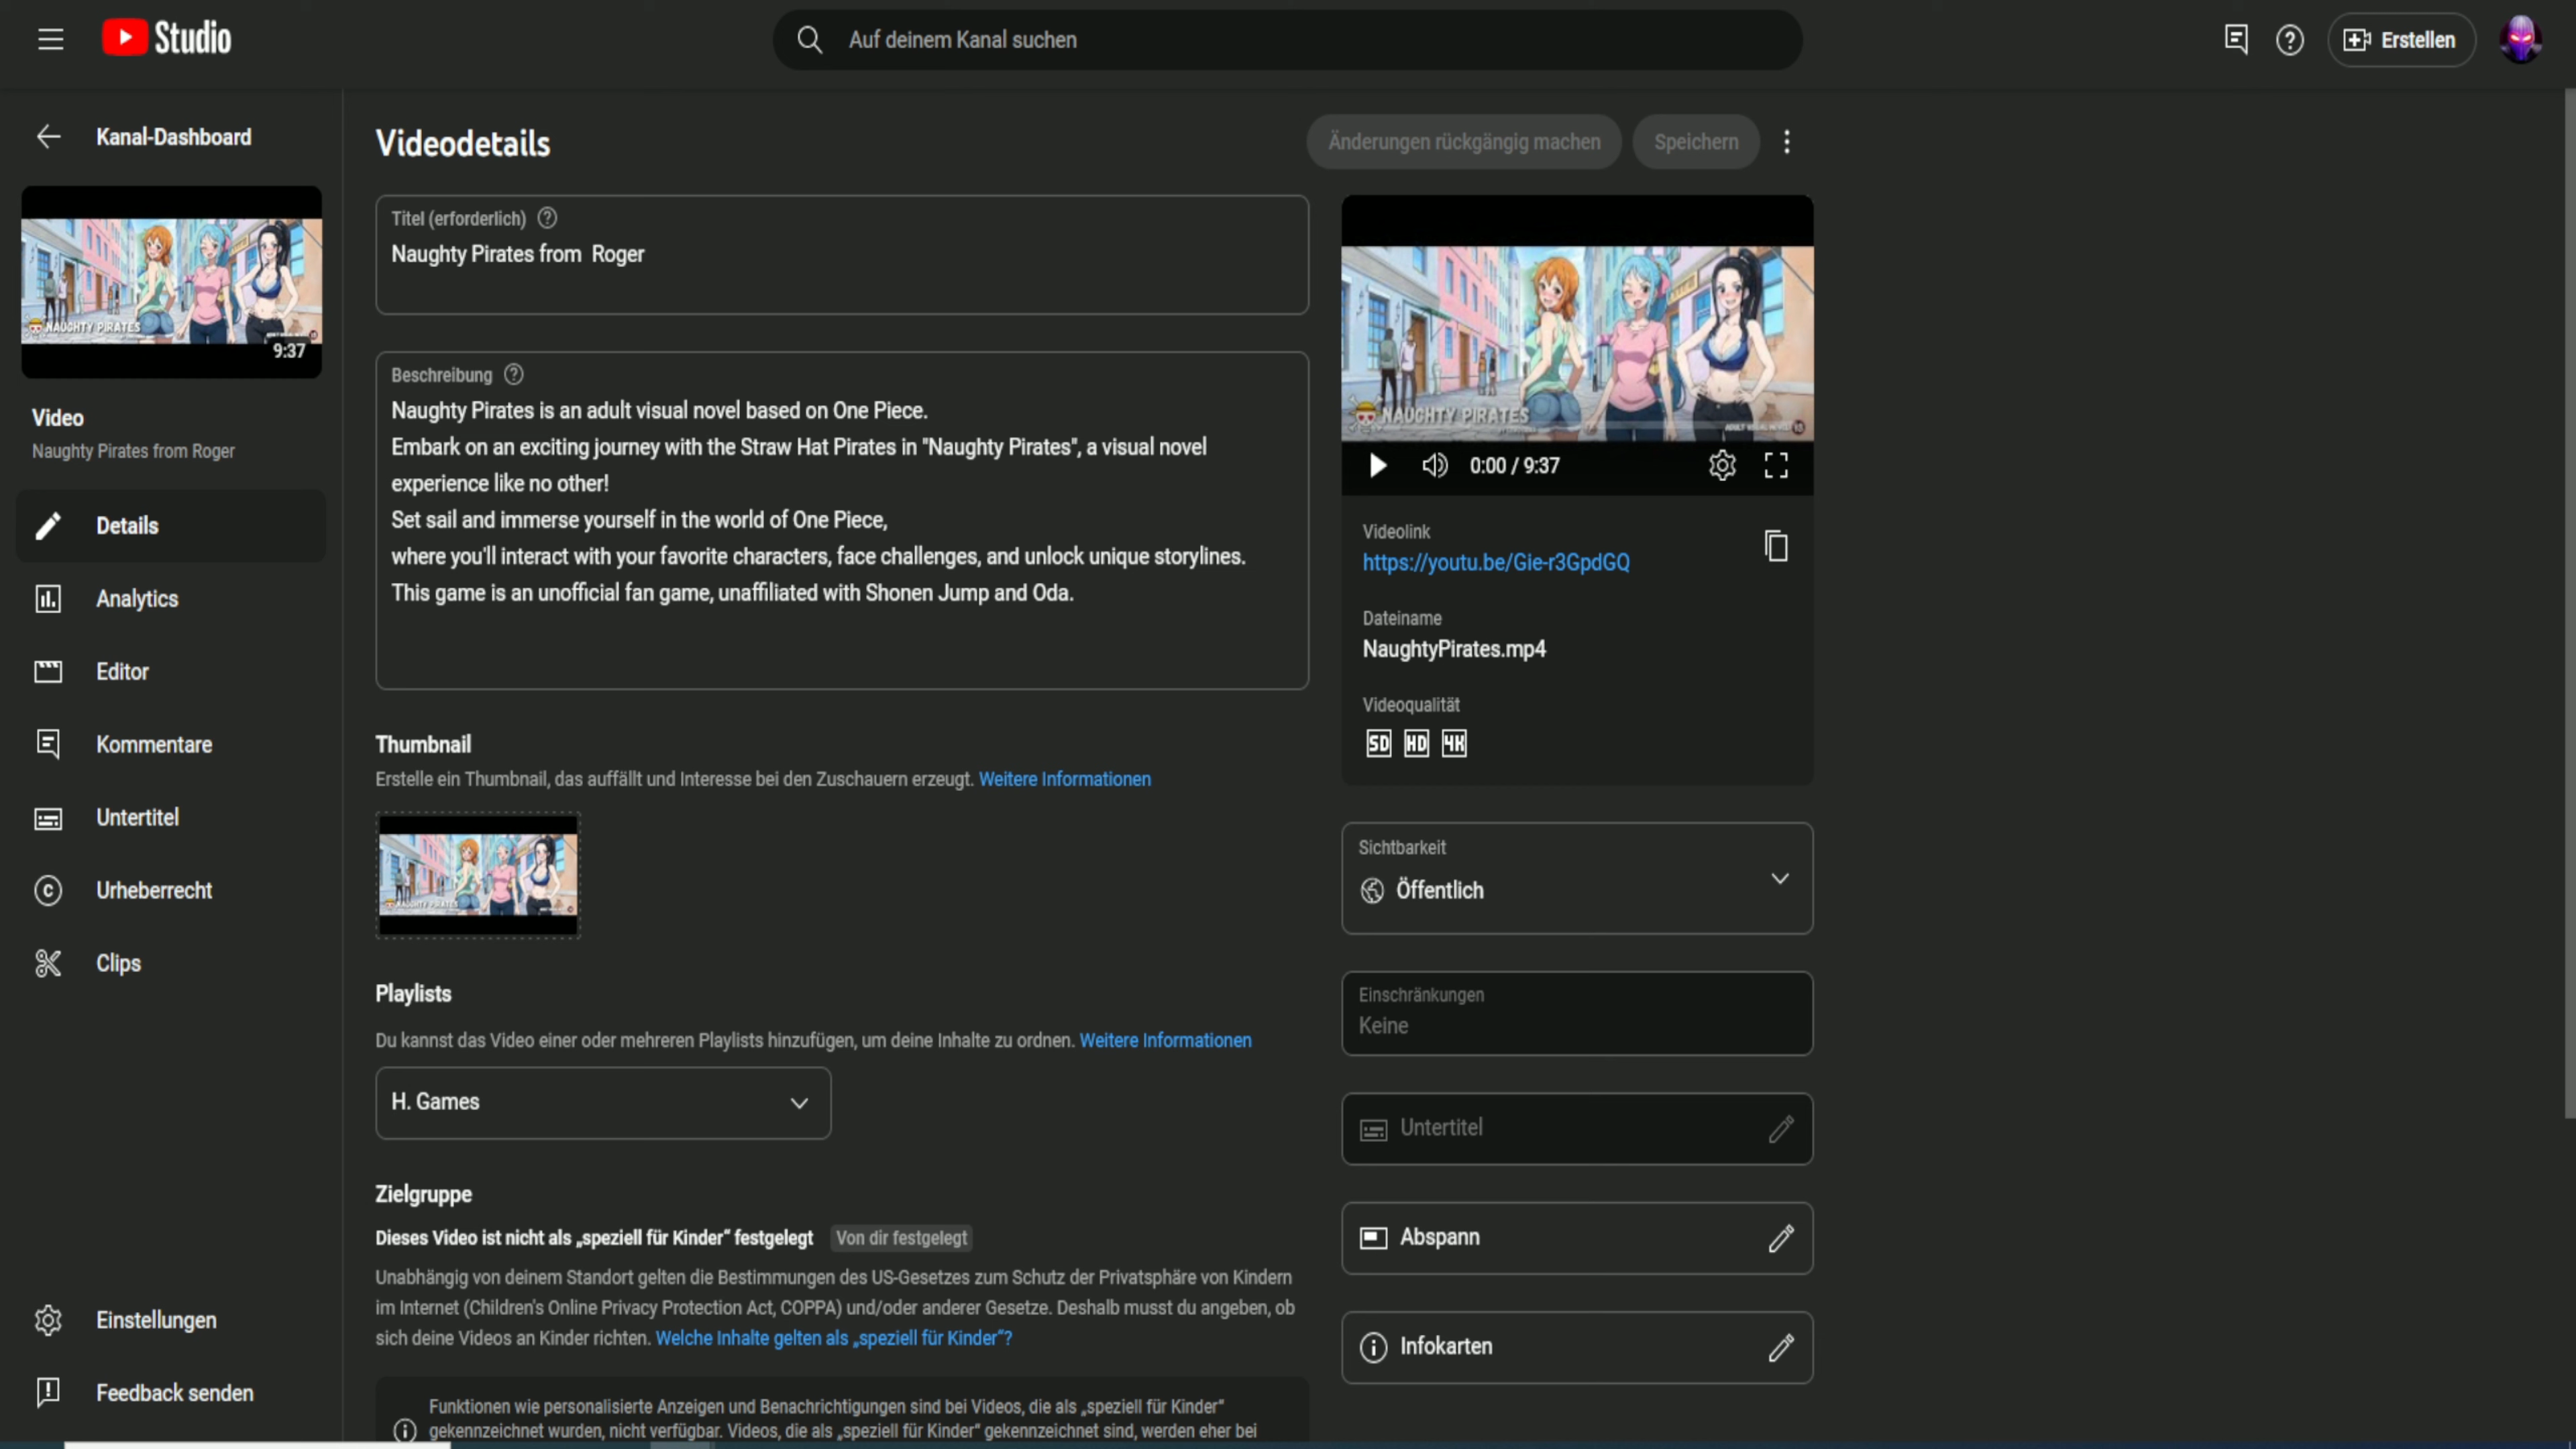 Studio
Auf deinem Kanal suchen
Erstellen
Kanal-Dashboard
NAUGHTY PIRATES
9:37
Video
Naughty Pirates from Roger
Details
Analytics
Editor
Kommentare
Untertitel
Urheberrecht
Clips
Einstellungen
Feedback senden
Videodetails
Änderungen rückgängig machen
Speichern
Titel (erforderlich)
Naughty Pirates from  Roger
Beschreibung
Naughty Pirates is an adult visual novel based on One Piece.
Embark on an exciting journey with the Straw Hat Pirates in "Naughty Pirates", a visual novel
experience like no other!
Set sail and immerse yourself in the world of One Piece,
where you'll interact with your favorite characters, face challenges, and unlock unique storylines.
This game is an unofficial fan game, unaffiliated with Shonen Jump and Oda.
Thumbnail
Erstelle ein Thumbnail, das auffällt und Interesse bei den Zuschauern erzeugt. Weitere Informationen
NAUGHTY PIRATES
Playlists
Du kannst das Video einer oder mehreren Playlists hinzufügen, um deine Inhalte zu ordnen. Weitere Informationen
H. Games
Zielgruppe
Dieses Video ist nicht als „speziell für Kinder“ festgelegt Von dir festgelegt
Unabhängig von deinem Standort gelten die Bestimmungen des US-Gesetzes zum Schutz der Privatsphäre von Kindern
im Internet (Children's Online Privacy Protection Act, COPPA) und/oder anderer Gesetze. Deshalb musst du angeben, ob
sich deine Videos an Kinder richten. Welche Inhalte gelten als „speziell für Kinder“?
Funktionen wie personalisierte Anzeigen und Benachrichtigungen sind bei Videos, die als „speziell für Kinder“
gekennzeichnet wurden, nicht verfügbar. Videos, die als „speziell für Kinder“ gekennzeichnet sind, werden eher bei
NAUGHTY PIRATES
ADULT VISUAL NOVEL
0:00 / 9:37
Videolink
https://youtu.be/Gie-r3GpdGQ
Dateiname
NaughtyPirates.mp4
Videoqualität
SD HD 4K
Sichtbarkeit
Öffentlich
Einschränkungen
Keine
Untertitel
Abspann
Infokarten